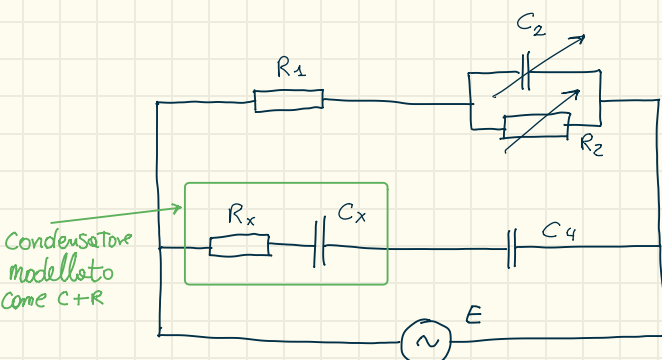 C2
R1
R2
Rx
Cx
C4
Condensatore
modellato
come C+R
E
~